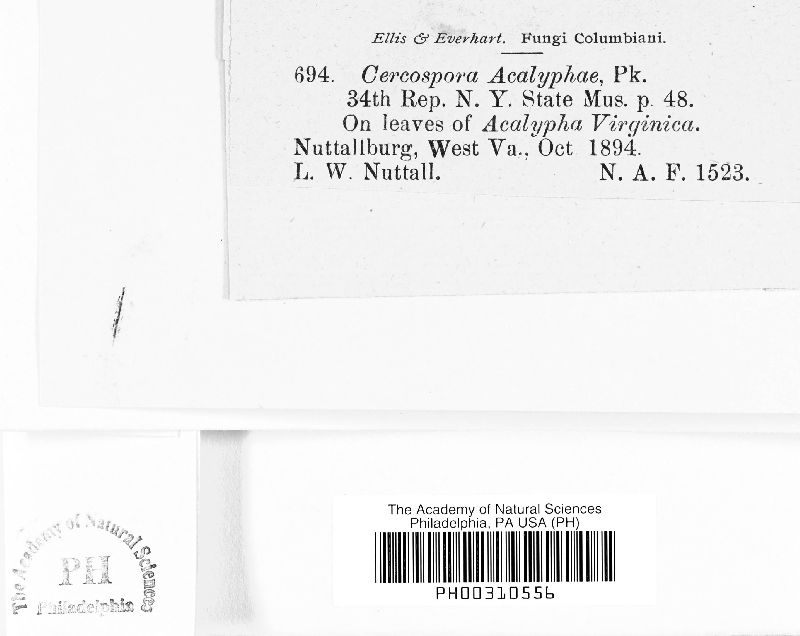 Ellis & Everhart. Fungi Columbiani.
694. Cercospora Acalyphae, Pk.
34th Rep. N. Y. State Mus. p. 48.
On leaves of Acalypha Virginica.
Nuttallburg, West Va., Oct 1894.
L. W. Nuttall. N. A. F. 1523.
The Academy of Natural Sciences
Philadelphia, PA USA (PH)
PH00310556
The Academy of Natural Sciences
PH
Philadelphia